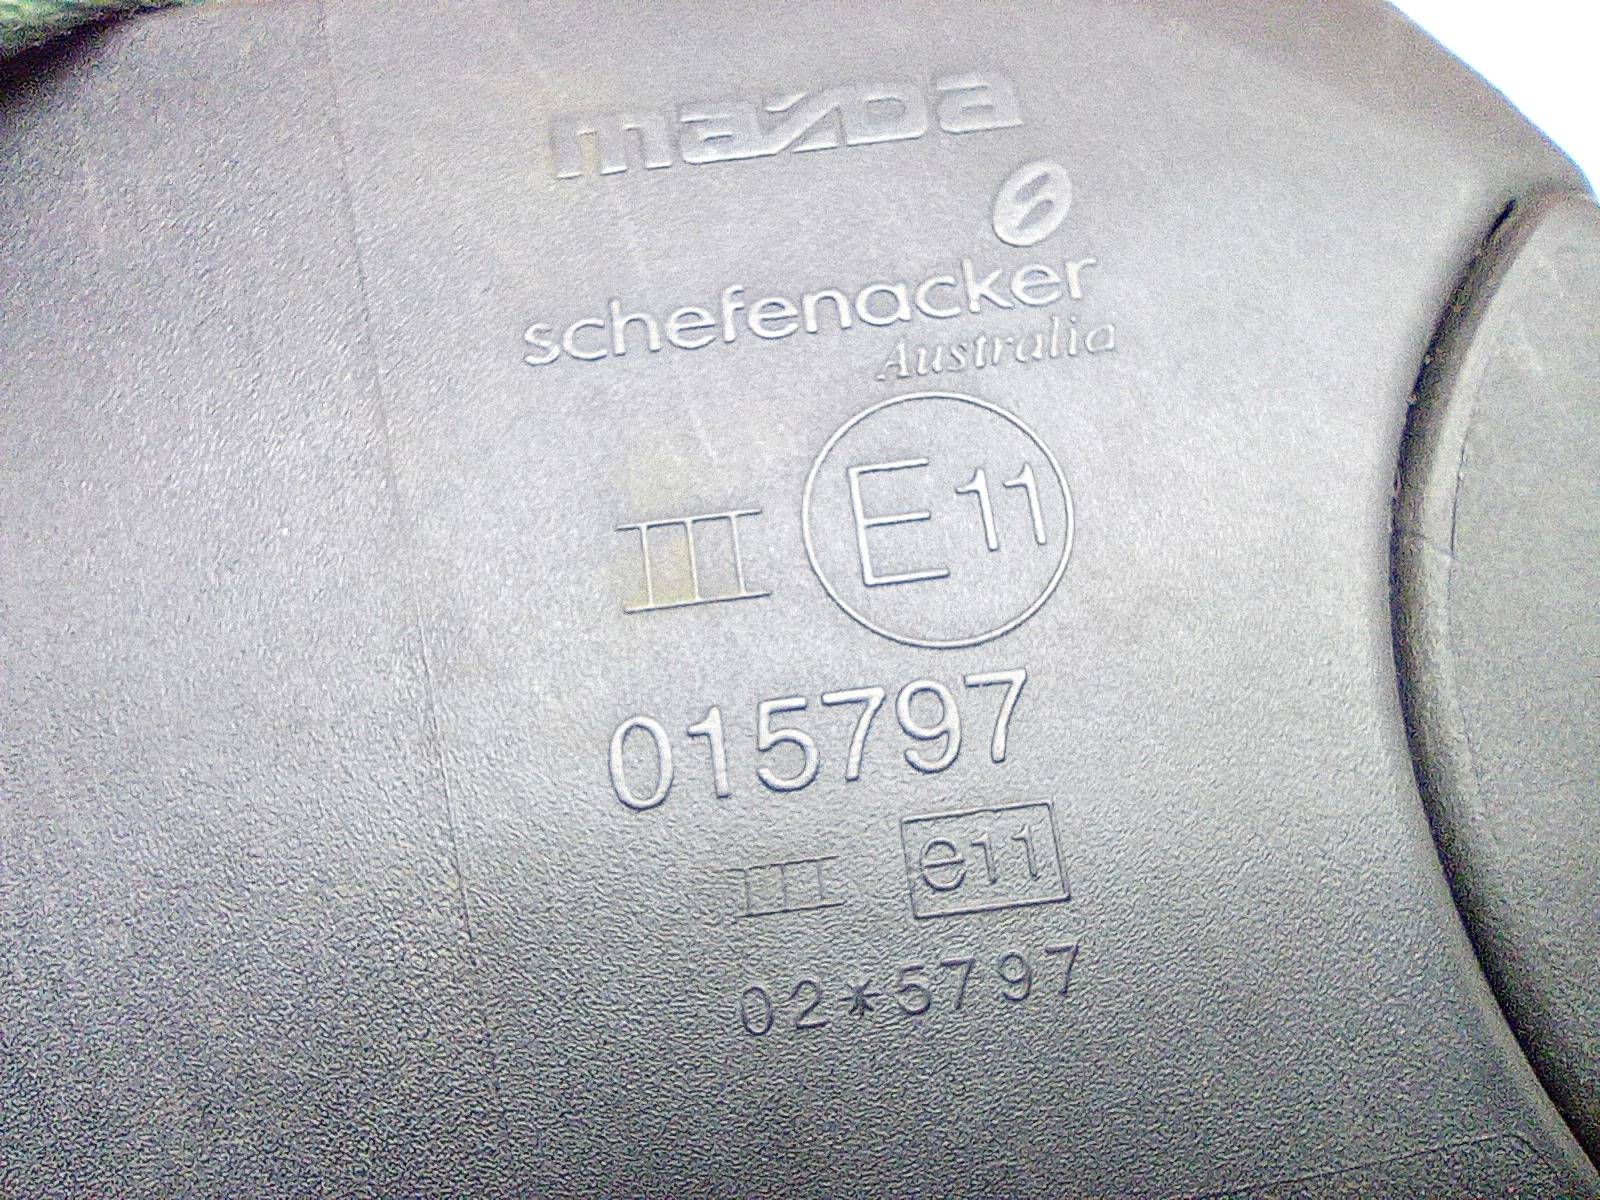 mazda
schefenacker
Australia
III E11
015797
III e11
02*5797